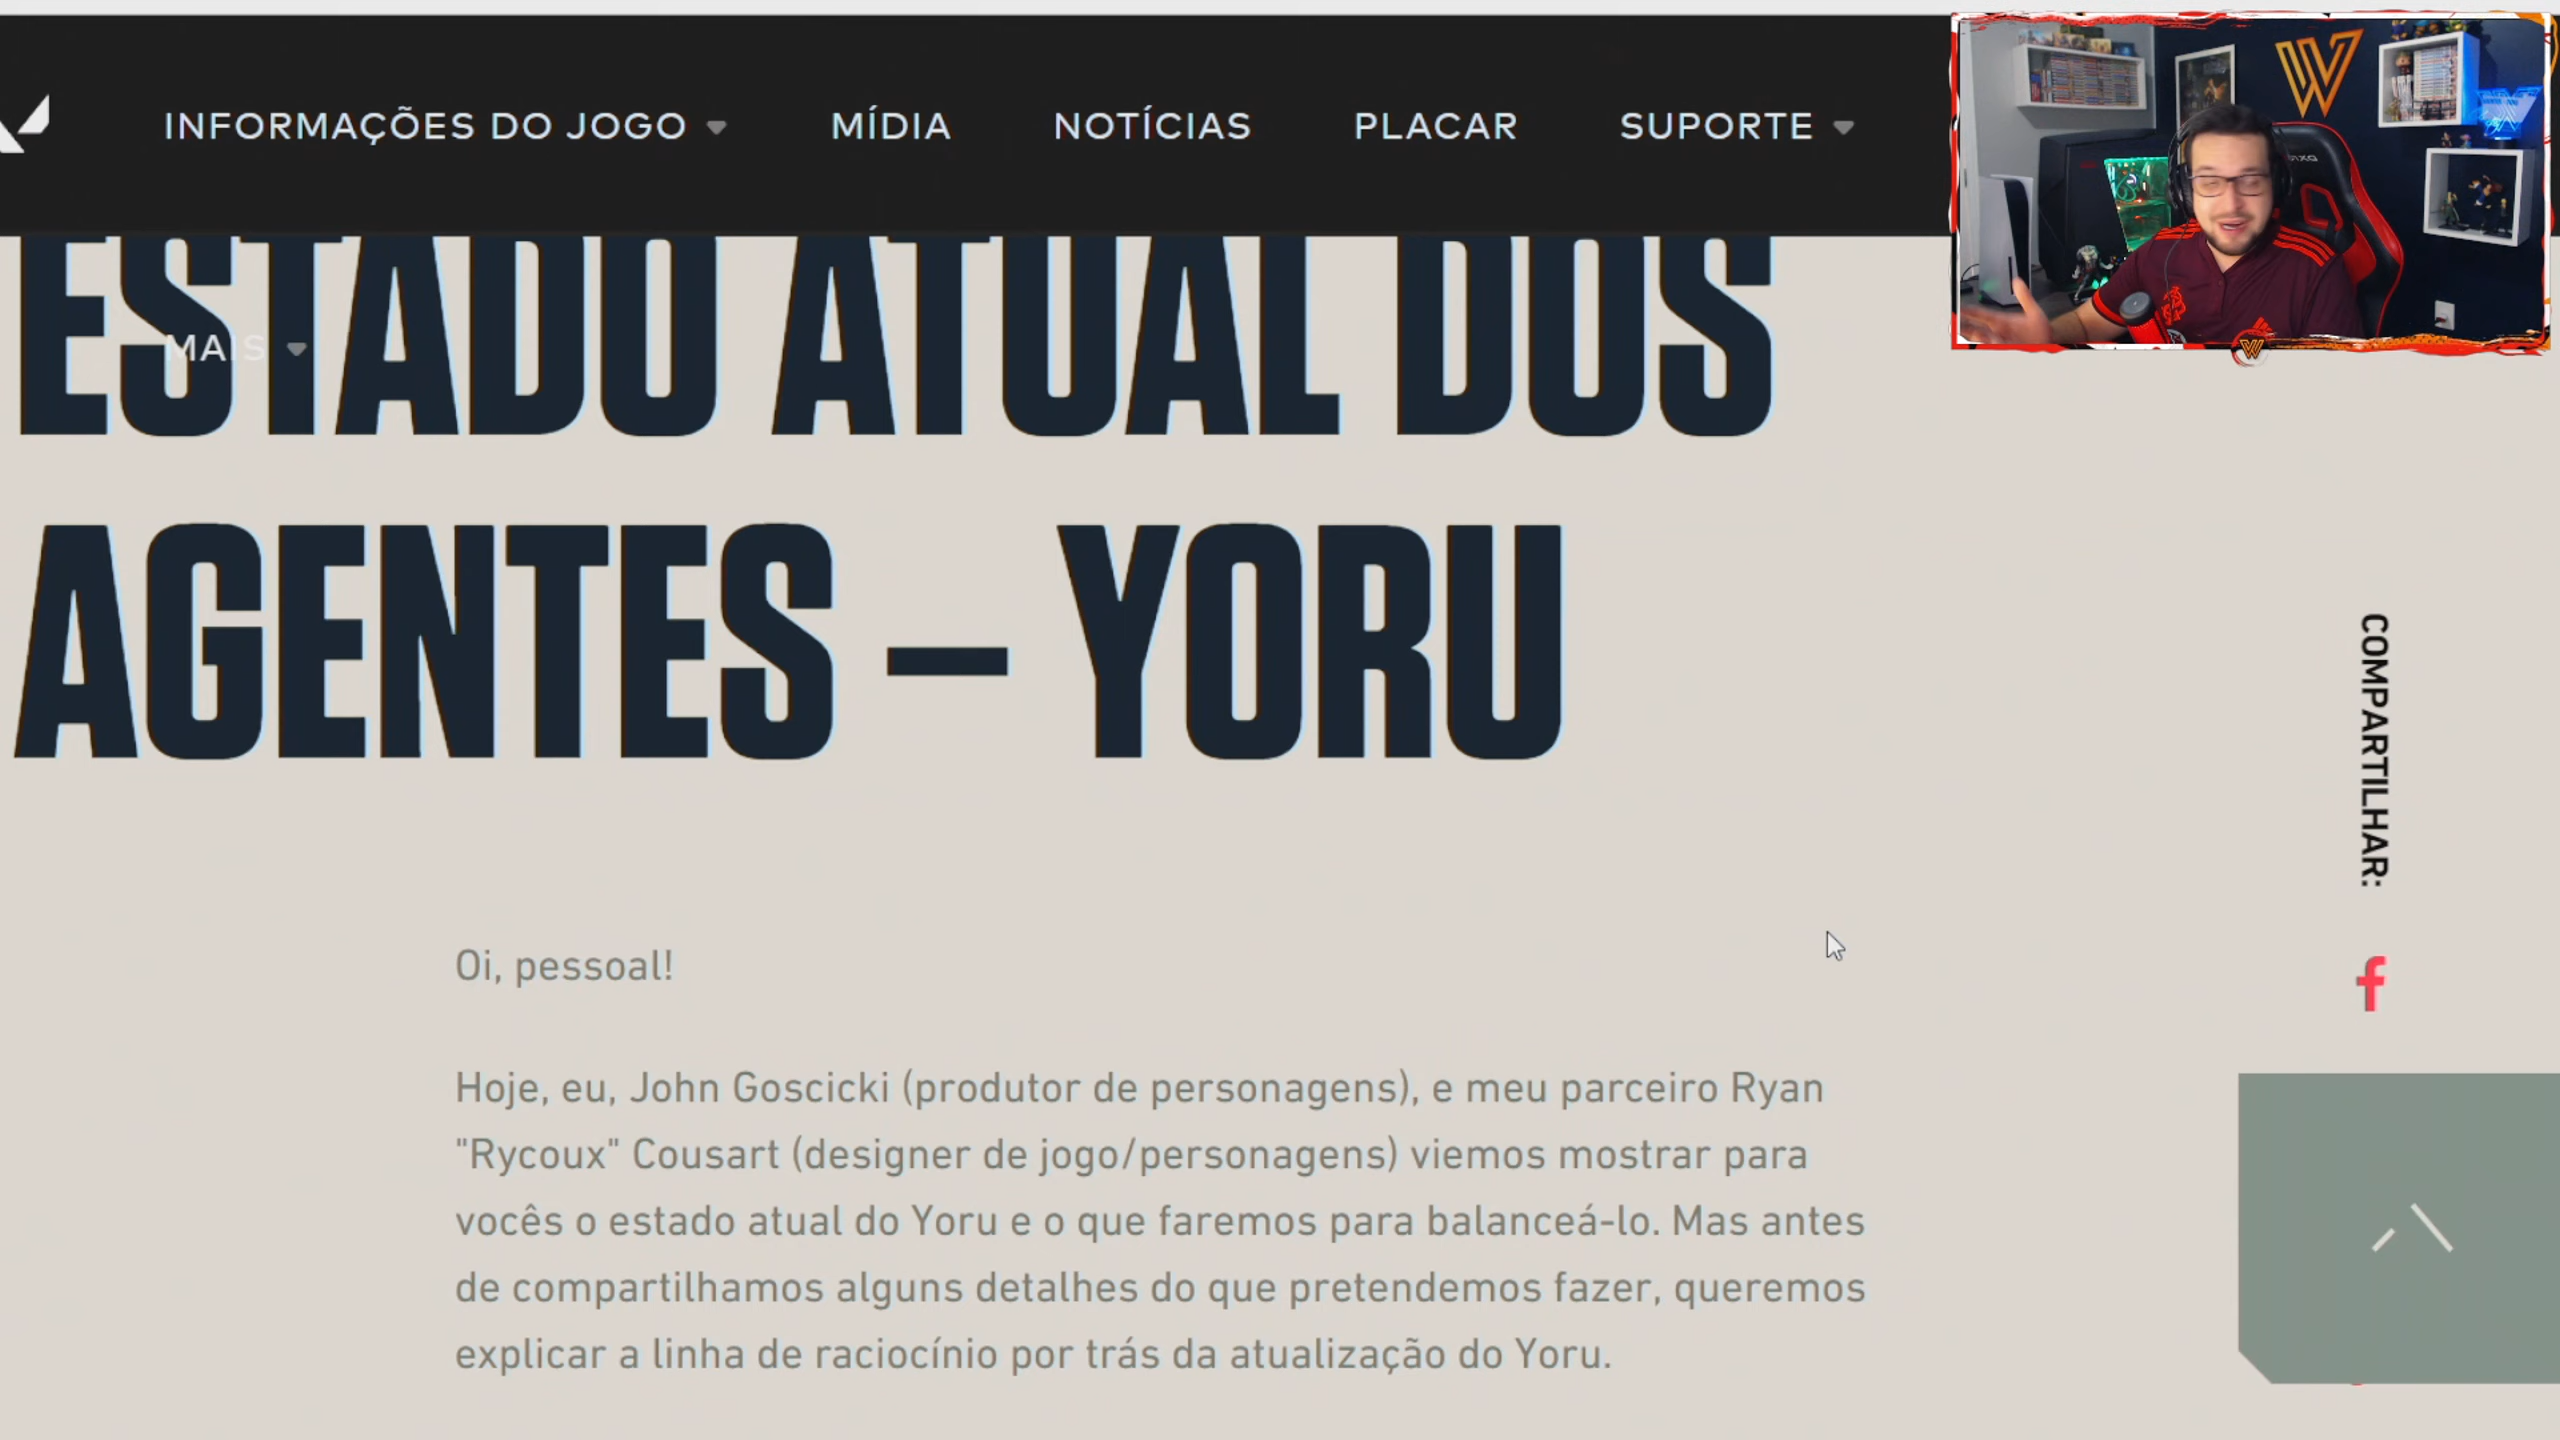 INFORMAÇÕES DO JOGO
MÍDIA
NOTÍCIAS
PLACAR
SUPORTE
MAIS
ESTADO ATUAL DOS
AGENTES – YORU
COMPARTILHAR:
Oi, pessoal!
Hoje, eu, John Goscicki (produtor de personagens), e meu parceiro Ryan
"Rycoux" Cousart (designer de jogo/personagens) viemos mostrar para
vocês o estado atual do Yoru e o que faremos para balanceá-lo. Mas antes
de compartilhamos alguns detalhes do que pretendemos fazer, queremos
explicar a linha de raciocínio por trás da atualização do Yoru.